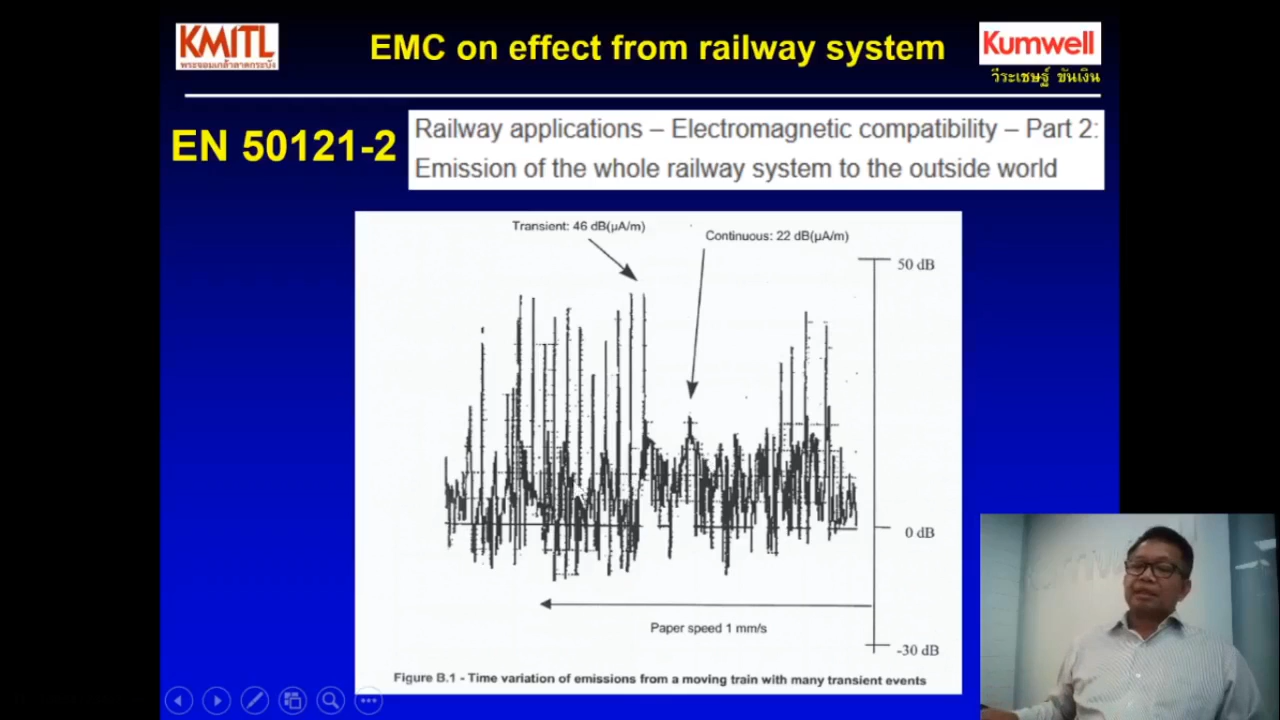 KMITL
พระจอมเกล้าลาดกระบัง
EMC on effect from railway system
Kumwell
วีระเชษฐ์ ขันเงิน
EN 50121-2
Railway applications – Electromagnetic compatibility – Part 2:
Emission of the whole railway system to the outside world
Transient: 46 dB(µA/m)
Continuous: 22 dB(µA/m)
50 dB
0 dB
Paper speed 1 mm/s
-30 dB
Figure B.1 - Time variation of emissions from a moving train with many transient events